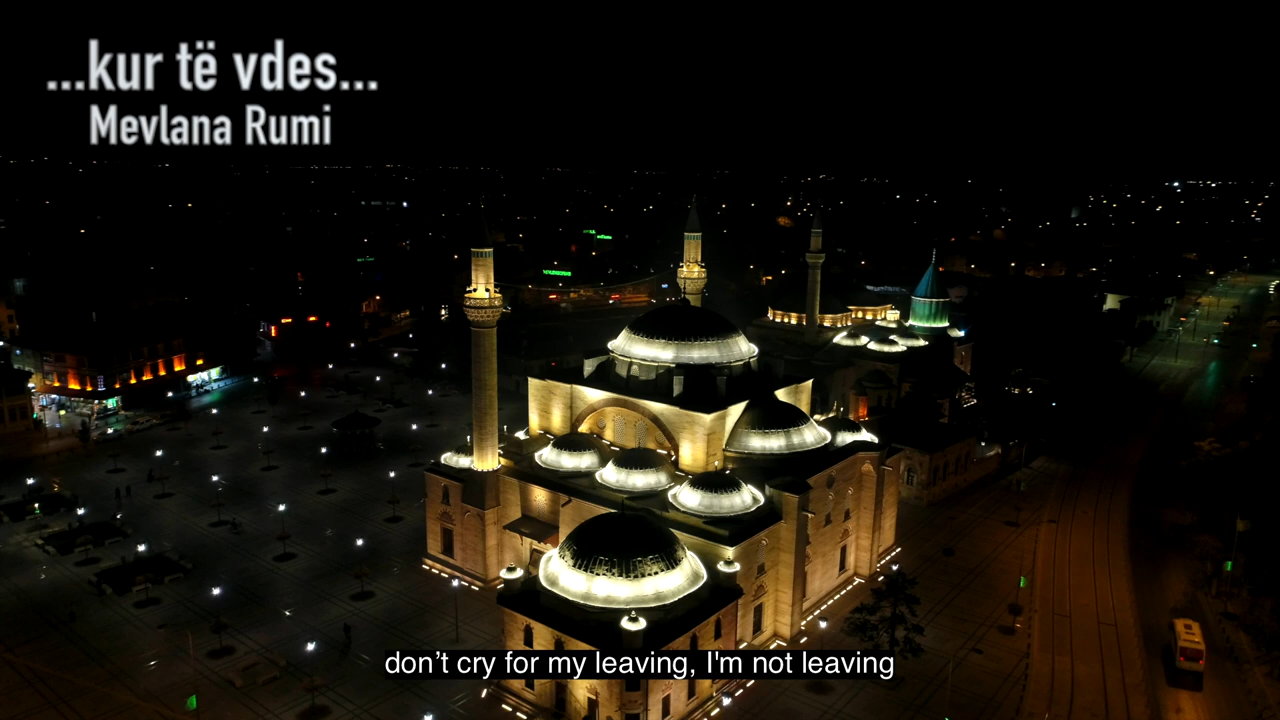 ...kur të vdes...
Mevlana Rumi
don’t cry for my leaving, I'm not leaving